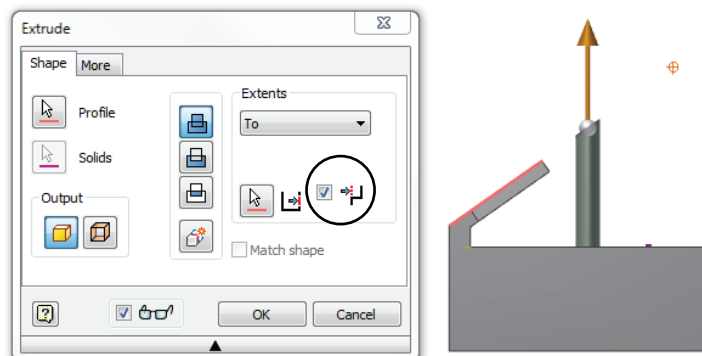 Extrude
Shape
More
Profile
Solids
Output
Extents
To
Match shape
?
OK
Cancel